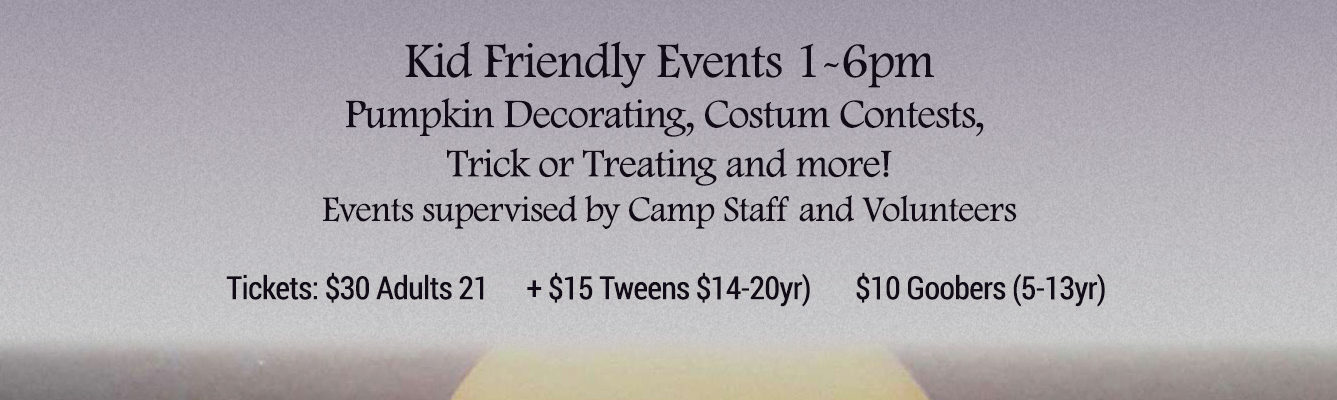 Kid Friendly Events 1~6pm
Pumpkin Decorating, Costum Contests,
Trick or Treating and more!
Events supervised by Camp Staff and Volunteers
Tickets: $30 Adults 21 + $15 Tweens $14-20yr) $10 Goobers (5-13yr)